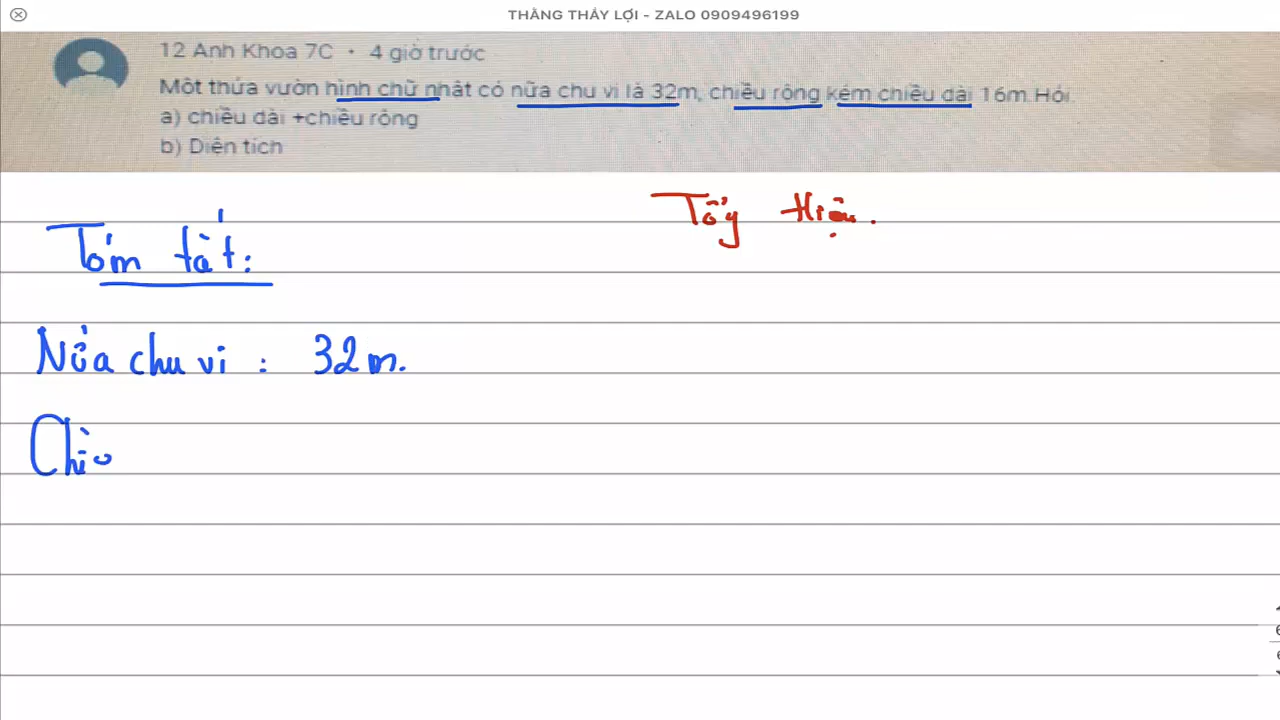 THẰNG THẦY LỢI - ZALO 0909496199
12 Anh Khoa 7C • 4 giờ trước
Một thửa vườn hình chữ nhât có nữa chu vi là 32m, chiều rộng kém chiều dài 16m.Hỏi
a) chiều dài +chiều rộng
b) Diện tích
Tổng Hiệu.
Tóm tắt:
Nửa chu vi : 32m.
Chiề